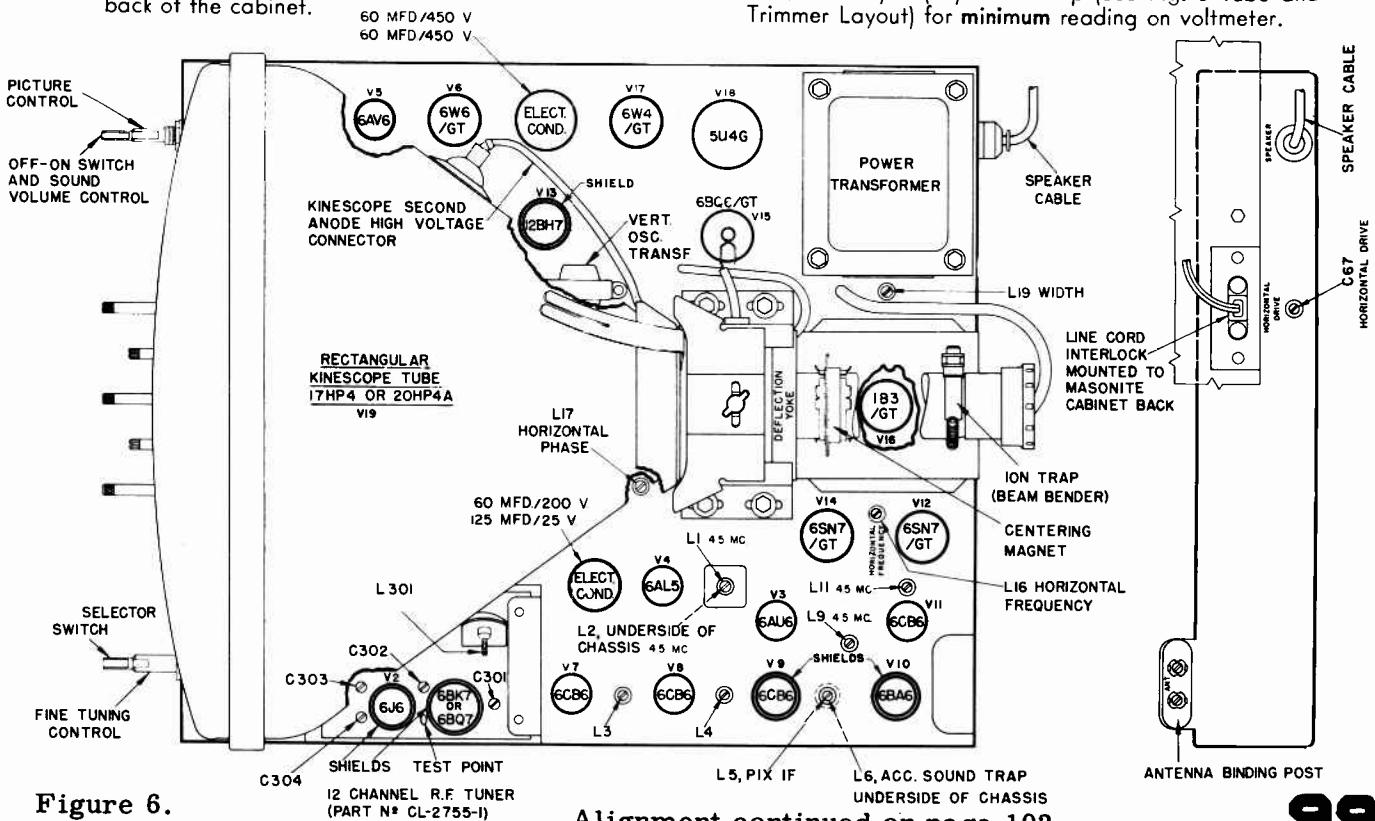 back of the cabinet.
Trimmer Layout) for minimum reading on voltmeter.
60 MFD/450 V
60 MFD/450 V
PICTURE
CONTROL
OFF-ON SWITCH
AND SOUND
VOLUME CONTROL
V5
6AV6
V6
6W6
/GT
ELECT.
COND.
V17
6W4
/GT
V18
5U4G
POWER
TRANSFORMER
SPEAKER
CABLE
KINESCOPE SECOND
ANODE HIGH VOLTAGE
CONNECTOR
V13
SHIELD
12BH7
VERT.
OSC.
TRANSF
/GT
V15
L19 WIDTH
RECTANGULAR
KINESCOPE TUBE
17HP4 OR 20HP4A
V19
L17
HORIZONTAL
PHASE
DEFLECTION
YOKE
1B3
/GT
V16
ION TRAP
(BEAM BENDER)
CENTERING
MAGNET
60 MFD./200 V
125 MFD/25 V
V14
6SN7
/GT
HORIZONTAL
FREQUENCY
V12
6SN7
/GT
L16 HORIZONTAL
FREQUENCY
ELECT.
COND.
V4
6AL5
L1 45 MC
L2, UNDERSIDE OF
CHASSIS 45 MC
V3
6AU6
L11 45 MC
L9 45 MC.
V11
6CB6
SELECTOR
SWITCH
FINE TUNING
CONTROL
L301
C303
C302
C304
V2
6J6
6BK7
OR
6BQ7
C301
SHIELDS
TEST POINT
12 CHANNEL R.F. TUNER
(PART Nº CL-2755-1)
V7
6CB6
L3
V8
6CB6
L4
V9
6CB6
SHIELDS
V10
6BA6
L5, PIX IF
L6, ACC. SOUND TRAP
UNDERSIDE OF CHASSIS
SPEAKER
SPEAKER CABLE
HORIZONTAL
DRIVE
C67
HORIZONTAL DRIVE
LINE CORD
INTERLOCK
MOUNTED TO
MASONITE
CABINET BACK
ANT
ANTENNA BINDING POST
Figure 6.